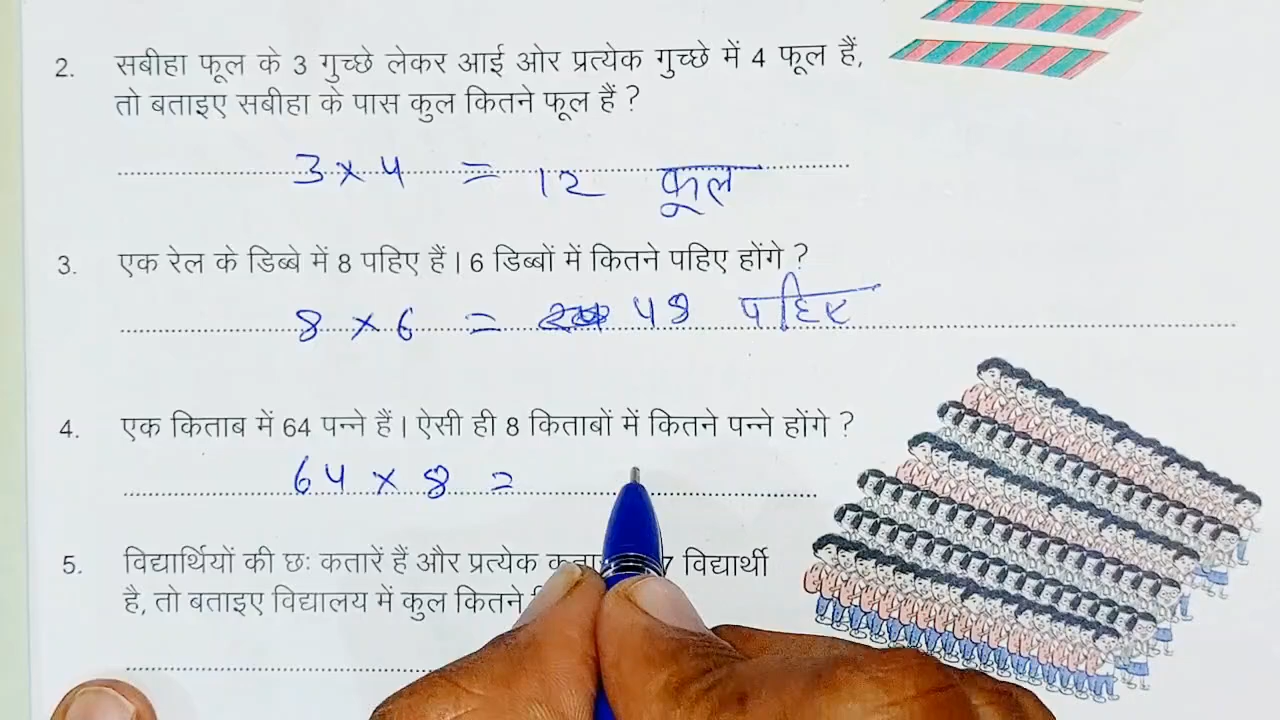 2. सबीहा फूल के 3 गुच्छे लेकर आई ओर प्रत्येक गुच्छे में 4 फूल हैं,
तो बताइए सबीहा के पास कुल कितने फूल हैं ?
3 × 4 = 12 फूल
3. एक रेल के डिब्बे में 8 पहिए हैं। 6 डिब्बों में कितने पहिए होंगे ?
8 × 6 = 48 पहिए
4. एक किताब में 64 पन्ने हैं। ऐसी ही 8 किताबों में कितने पन्ने होंगे ?
64 × 8 =
5. विद्यार्थियों की छः कतारें हैं और प्रत्येक 7 विद्यार्थी
है, तो बताइए विद्यालय में कुल कितने